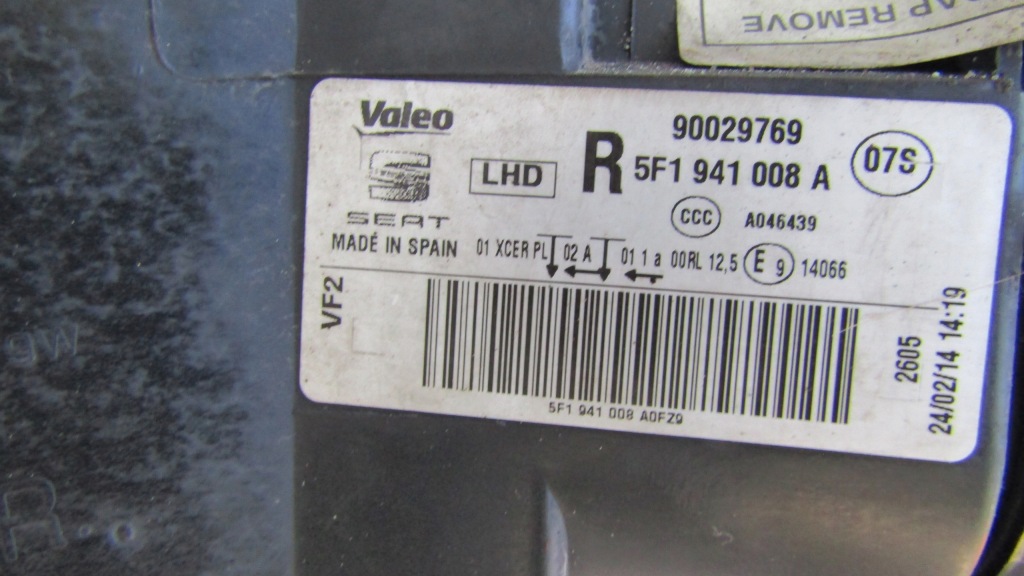 AP REMOVE
Valeo
SEAT
MADE IN SPAIN
LHD
R
90029769
5F1 941 008 A
07S
CCC A046439
01 XCER PL 02 A 01 1 a 00RL 12,5 E 9 14066
VF2
5F1 941 008 A0FZ9
2605
24/02/14 14:19
R